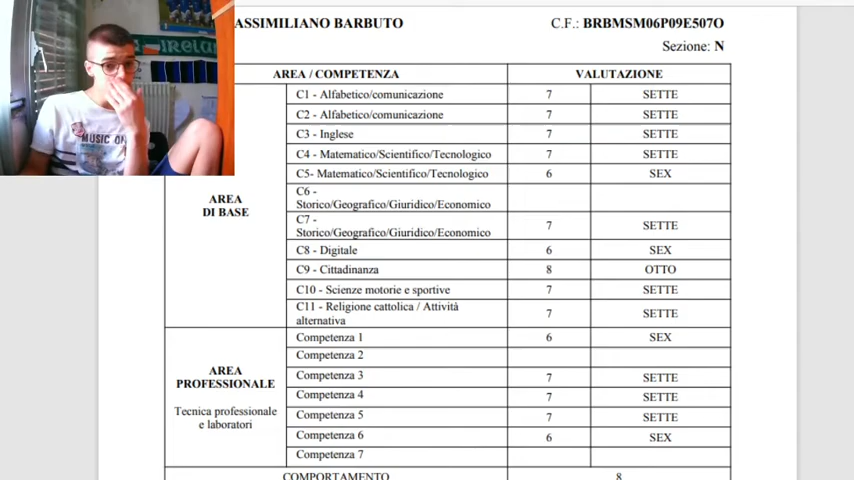 ASSIMILIANO BARBUTO C.F.: BRBMSM06P09E507O
Sezione: N
AREA / COMPETENZA VALUTAZIONE
C1 - Alfabetico/comunicazione 7 SETTE
C2 - Alfabetico/comunicazione 7 SETTE
C3 - Inglese 7 SETTE
C4 - Matematico/Scientifico/Tecnologico 7 SETTE
C5- Matematico/Scientifico/Tecnologico 6 SEX
C6 -
Storico/Geografico/Giuridico/Economico
C7 -
Storico/Geografico/Giuridico/Economico 7 SETTE
C8 - Digitale 6 SEX
C9 - Cittadinanza 8 OTTO
C10 - Scienze motorie e sportive 7 SETTE
C11 - Religione cattolica / Attività
alternativa 7 SETTE
AREA
DI BASE
Competenza 1 6 SEX
Competenza 2
Competenza 3 7 SETTE
Competenza 4 7 SETTE
Competenza 5 7 SETTE
Competenza 6 6 SEX
Competenza 7
AREA
PROFESSIONALE
Tecnica professionale
e laboratori
COMPORTAMENTO 8
IRELAND
MUSIC ON